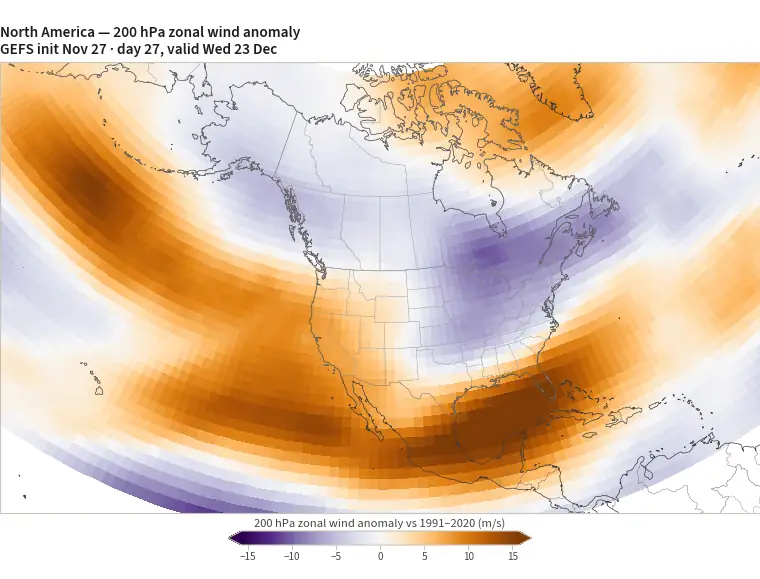 North America — 200 hPa zonal wind anomaly
GEFS init Nov 27 · day 27, valid Wed 23 Dec
200 hPa zonal wind anomaly vs 1991–2020 (m/s)
−15 −10 −5 0 5 10 15